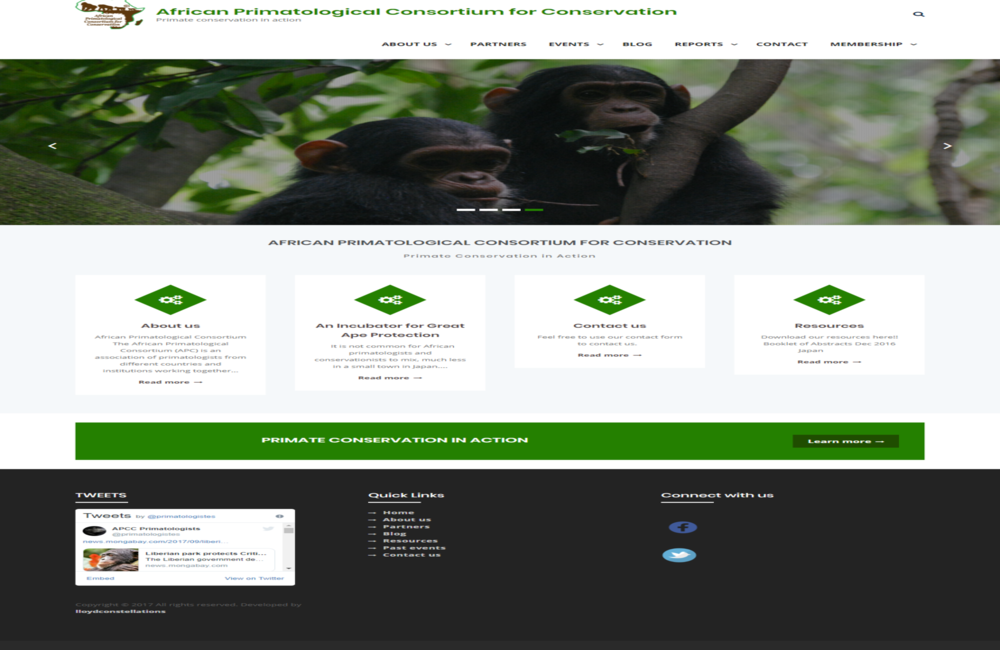 African Primatological Consortium for Conservation
Primate conservation in action
African
Primatological
Consortium for
Conservation
ABOUT US PARTNERS EVENTS BLOG REPORTS CONTACT MEMBERSHIP
< >
AFRICAN PRIMATOLOGICAL CONSORTIUM FOR CONSERVATION
Primate Conservation in Action
About us
African Primatological Consortium
The African Primatological
Consortium (APC) is an
association of primatologists from
different countries and
institutions working together...
Read more →
An Incubator for Great
Ape Protection
It is not common for African
primatologists and
conservationists to mix, much less
in a small town in Japan....
Read more →
Contact us
Feel free to use our contact form
to contact us.
Read more →
Resources
Download our resources here!!
Booklet of Abstracts Dec 2016
Japan
Read more →
PRIMATE CONSERVATION IN ACTION
Learn more →
TWEETS
Tweets by @primatologistes
APCC Primatologists
@primatologistes
news.mongabay.com/2017/09/liberi...
Liberian park protects Criti...
The Liberian government de...
news.mongabay.com
Embed View on Twitter
Quick Links
→ Home
→ About us
→ Partners
→ Blog
→ Resources
→ Past events
→ Contact us
Connect with us
Copyright © 2017 All rights reserved. Developed by
lloydconstellations